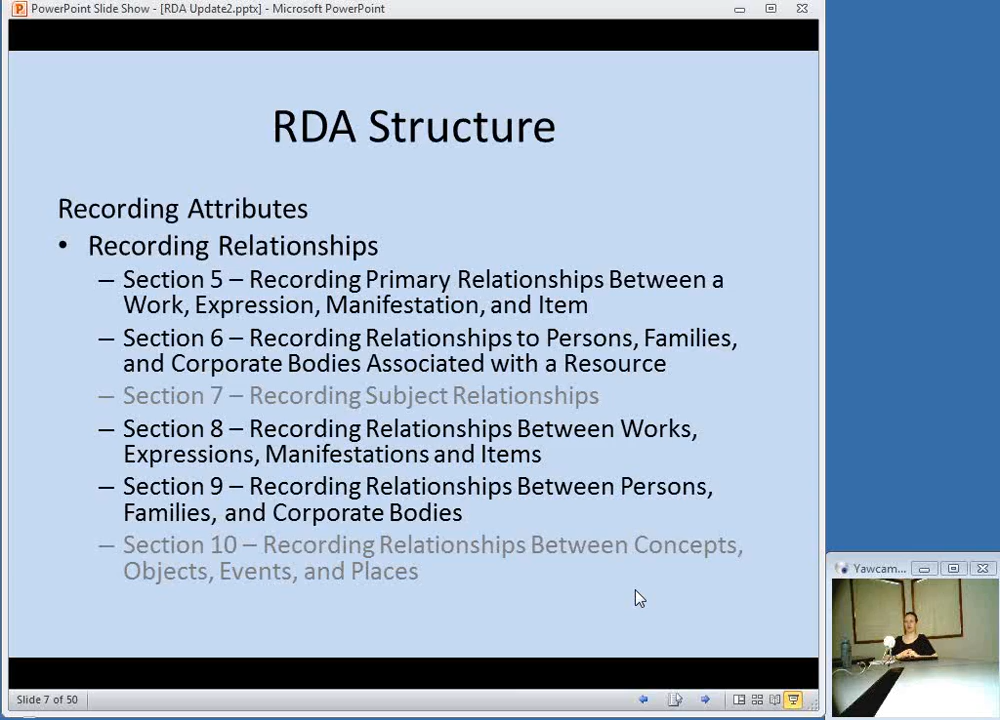 PowerPoint Slide Show - [RDA Update2.pptx] - Microsoft PowerPoint
RDA Structure
Recording Attributes
• Recording Relationships
– Section 5 – Recording Primary Relationships Between a
Work, Expression, Manifestation, and Item
– Section 6 – Recording Relationships to Persons, Families,
and Corporate Bodies Associated with a Resource
– Section 7 – Recording Subject Relationships
– Section 8 – Recording Relationships Between Works,
Expressions, Manifestations and Items
– Section 9 – Recording Relationships Between Persons,
Families, and Corporate Bodies
– Section 10 – Recording Relationships Between Concepts,
Objects, Events, and Places
Yawcam...
Slide 7 of 50